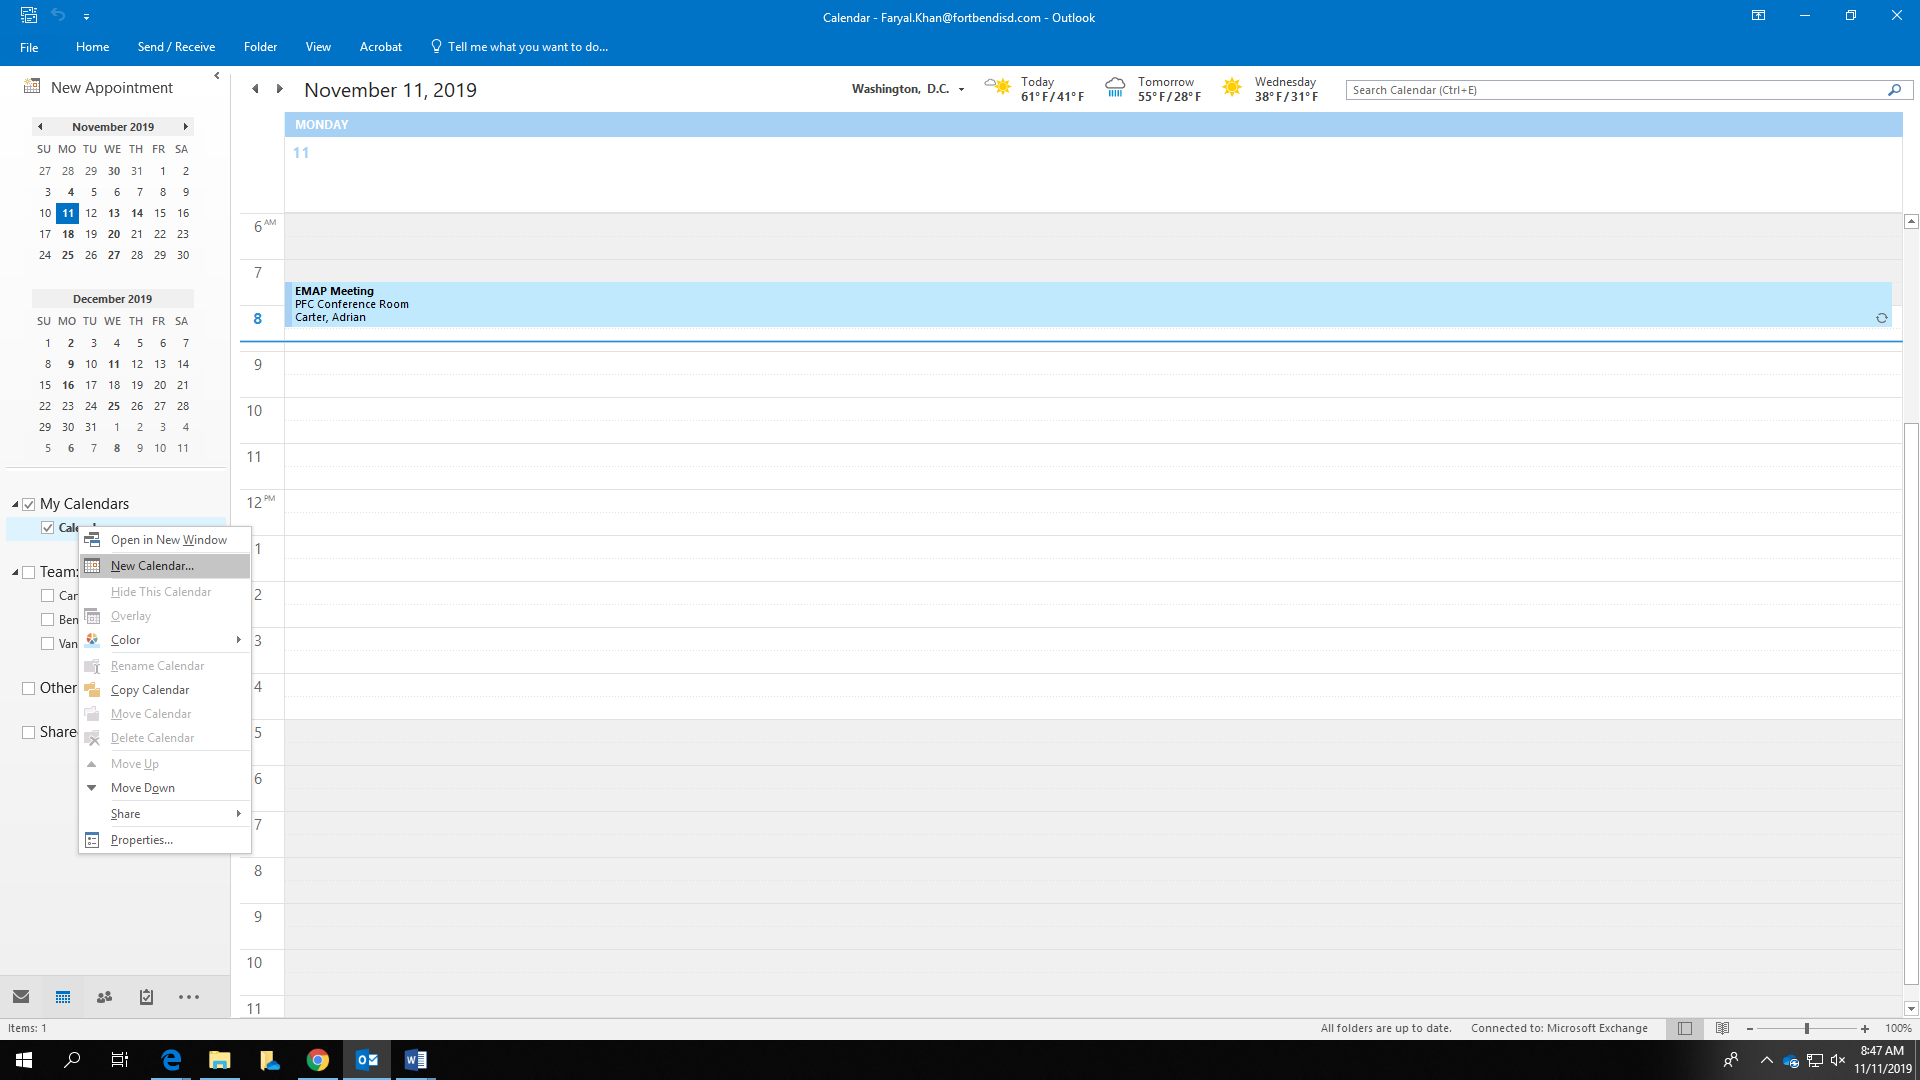 Calendar - Faryal.Khan@fortbendisd.com - Outlook
File Home Send / Receive Folder View Acrobat Tell me what you want to do...
New Appointment
November 2019
SU MO TU WE TH FR SA
27 28 29 30 31 1 2
3 4 5 6 7 8 9
10 11 12 13 14 15 16
17 18 19 20 21 22 23
24 25 26 27 28 29 30
December 2019
SU MO TU WE TH FR SA
1 2 3 4 5 6 7
8 9 10 11 12 13 14
15 16 17 18 19 20 21
22 23 24 25 26 27 28
29 30 31 1 2 3 4
5 6 7 8 9 10 11
My Calendars
Team:
Other
Share
Open in New Window
New Calendar...
Hide This Calendar
Overlay
Color
Rename Calendar
Copy Calendar
Move Calendar
Delete Calendar
Move Up
Move Down
Share
Properties...
November 11, 2019
Washington, D.C.
Today
61° F / 41° F
Tomorrow
55° F / 28° F
Wednesday
38° F / 31° F
Search Calendar (Ctrl+E)
MONDAY
11
6 AM
7
EMAP Meeting
PFC Conference Room
Carter, Adrian
8
9
10
11
12 PM
1
2
3
4
5
6
7
8
9
10
11
Items: 1
All folders are up to date. Connected to: Microsoft Exchange 100%
8:47 AM
11/11/2019